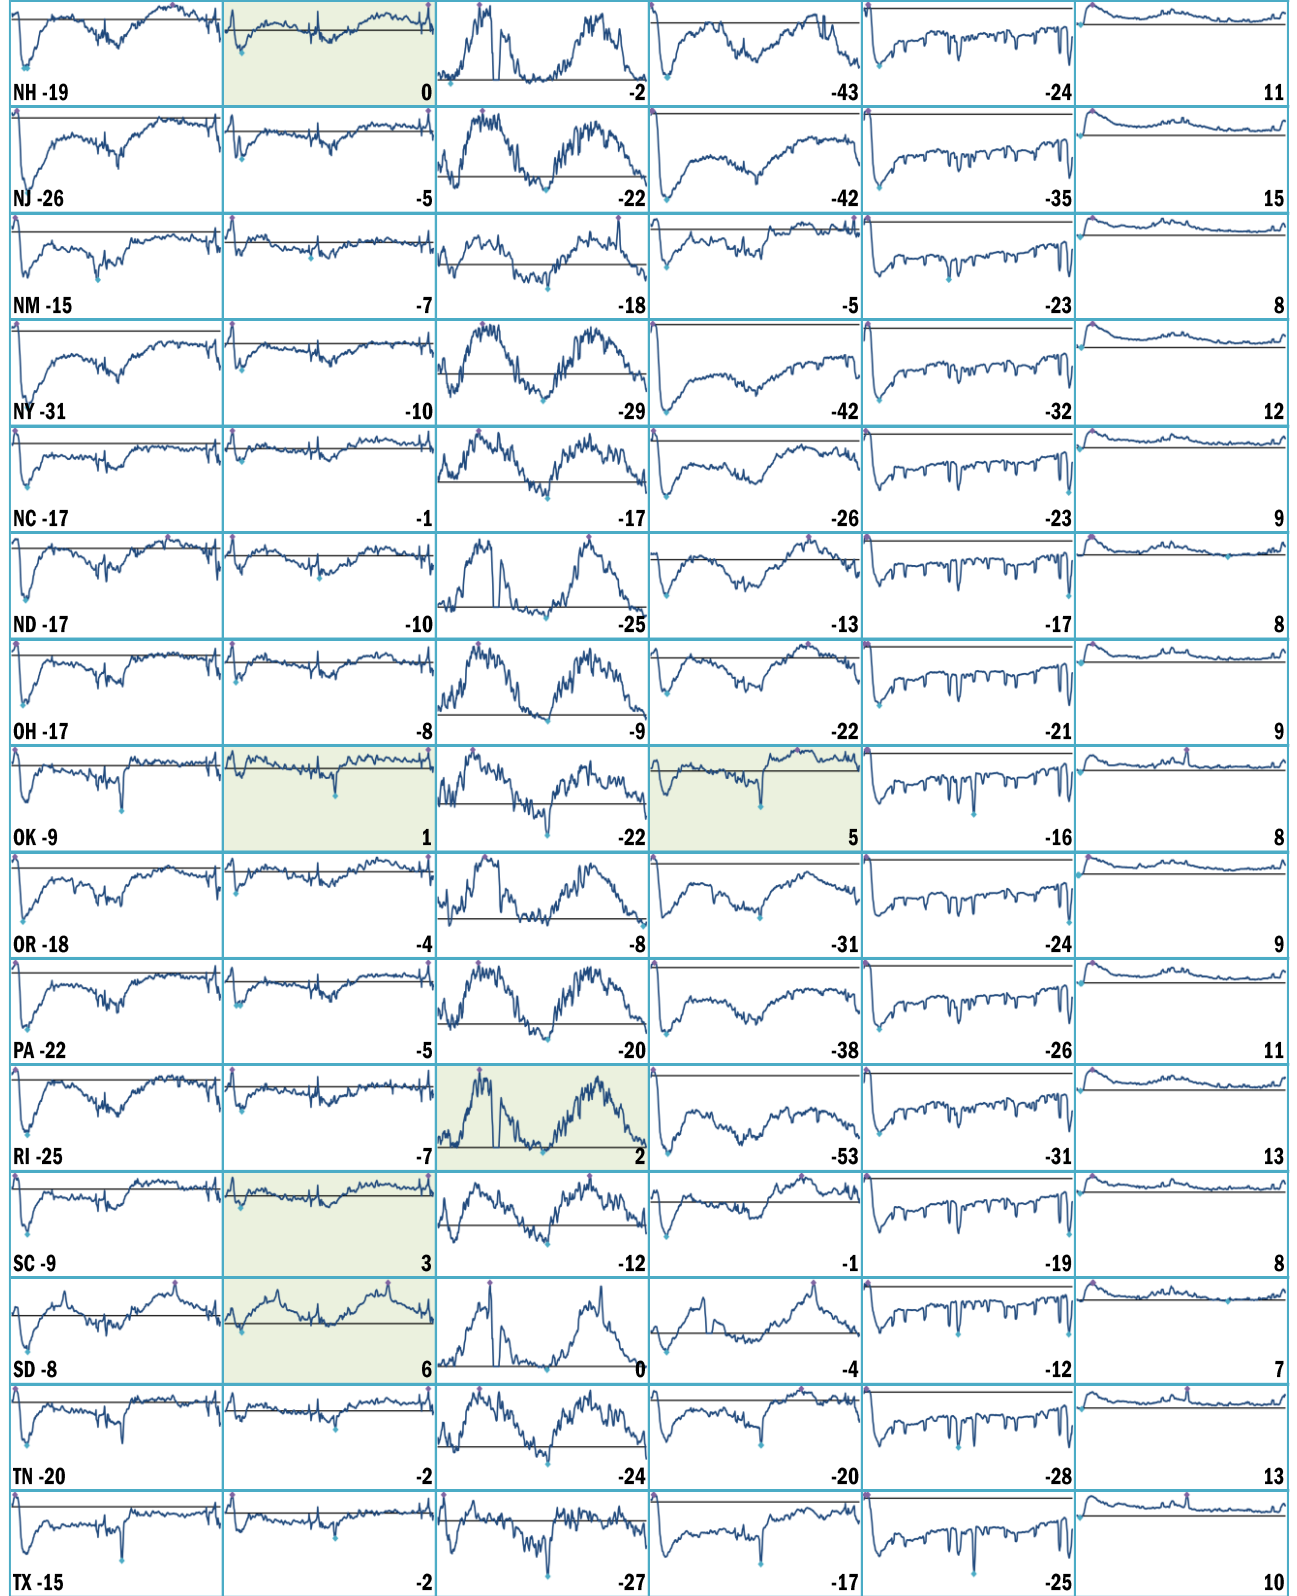 NH -19 0 -2 -43 -24 11
NJ -26 -5 -22 -42 -35 15
NM -15 -7 -18 -5 -23 8
NY -31 -10 -29 -42 -32 12
NC -17 -1 -17 -26 -23 9
ND -17 -10 -25 -13 -17 8
OH -17 -8 -9 -22 -21 9
OK -9 1 -22 5 -16 8
OR -18 -4 -8 -31 -24 9
PA -22 -5 -20 -38 -26 11
RI -25 -7 2 -53 -31 13
SC -9 3 -12 -1 -19 8
SD -8 6 0 -4 -12 7
TN -20 -2 -24 -20 -28 13
TX -15 -2 -27 -17 -25 10